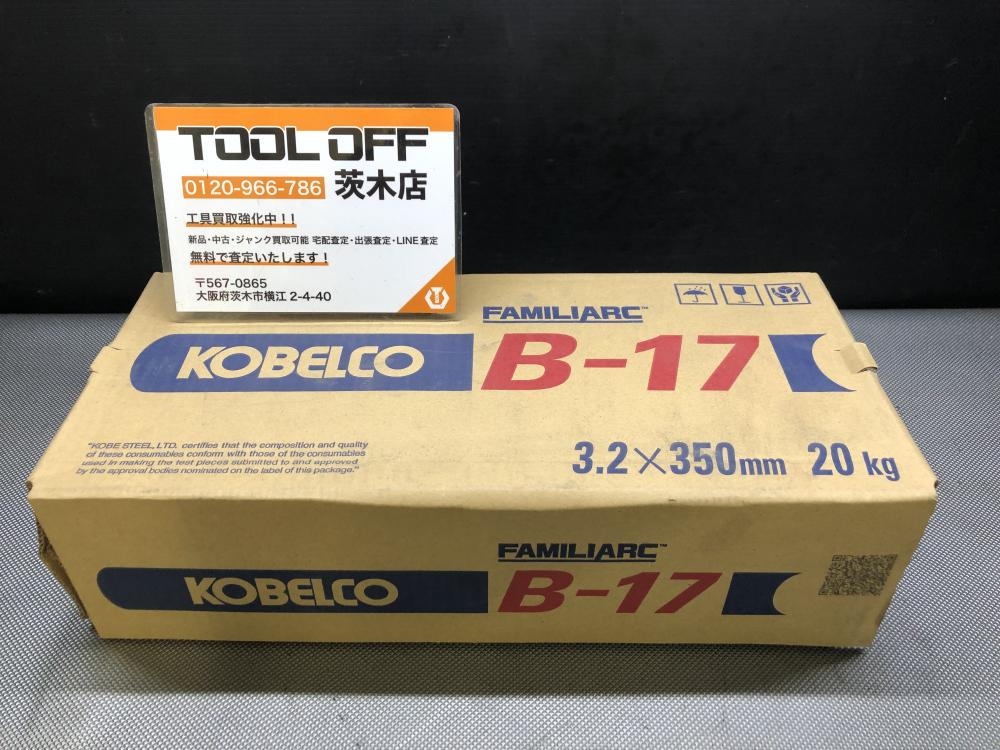 TOOL OFF
0120-966-786 茨木店
工具買取強化中！！
新品・中古・ジャンク買取可能 宅配査定・出張査定・LINE査定
無料で査定いたします！
〒567-0865
大阪府茨木市横江 2-4-40
FAMILIARC™
KOBELCO B-17
"KOBE STEEL, LTD. certifies that the composition and quality
of these consumables conform with those of the consumables
used in making the test pieces submitted to and approved
by the approval bodies nominated on the label of this package."
3.2×350mm 20 kg
FAMILIARC™
KOBELCO B-17